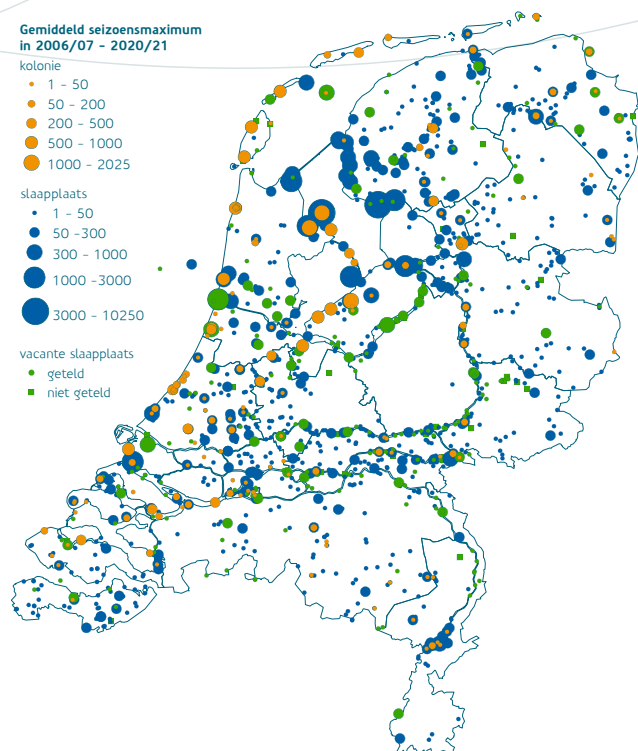 Gemiddeld seizoensmaximum
in 2006/07 - 2020/21
kolonie
1 - 50
50 - 200
200 - 500
500 - 1000
1000 - 2025
slaapplaats
1 - 50
50 -300
300 - 1000
1000 -3000
3000 - 10250
vacante slaapplaats
geteld
niet geteld